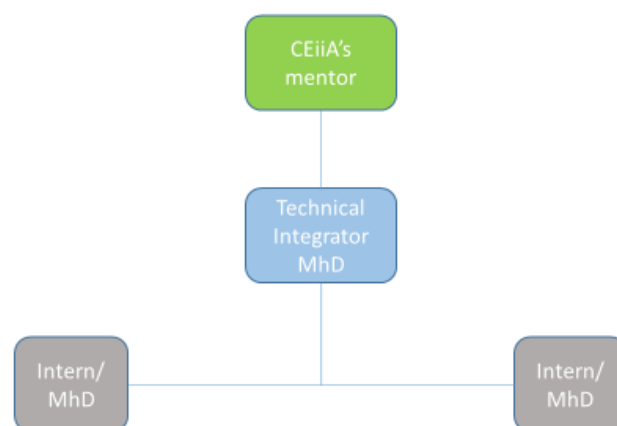 CEiiA's
mentor
Technical
Integrator
MhD
Intern/
MhD
Intern/
MhD